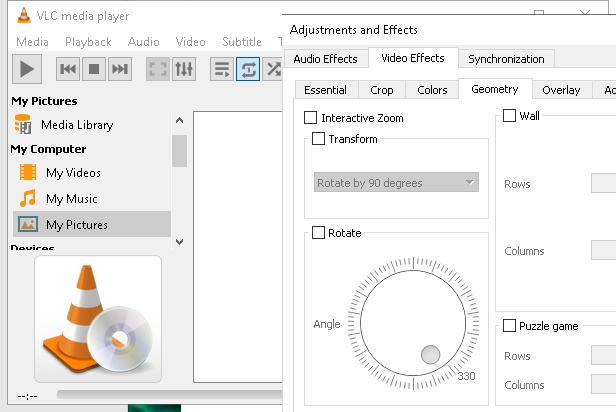 VLC media player
Media Playback Audio Video Subtitle
My Pictures
Media Library
My Computer
My Videos
My Music
My Pictures
Devices
--:--
Adjustments and Effects
Audio Effects Video Effects Synchronization
Essential Crop Colors Geometry Overlay
Interactive Zoom
Transform
Rotate by 90 degrees
Rotate
Angle
330
Wall
Rows
Columns
Puzzle game
Rows
Columns